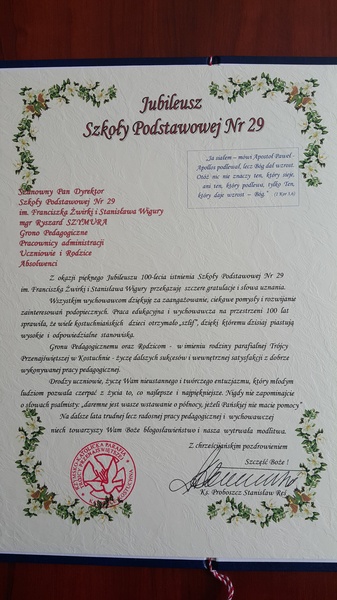 Jubileusz
Szkoły Podstawowej Nr 29
„Ja siałem – mówi Apostoł Paweł
Apollos podlewał, lecz Bóg dał wzrost.
Otóż nic nie znaczy ten, który sieje,
ani ten, który podlewa, tylko Ten,
który daje wzrost – Bóg." (1 Kor 3,6)
Szanowny Pan Dyrektor
Szkoły Podstawowej Nr 29
im. Franciszka Żwirki i Stanisława Wigury
mgr Ryszard SZYMURA
Grono Pedagogiczne
Pracownicy administracji
Uczniowie i Rodzice
Absolwenci
Z okazji pięknego Jubileuszu 100-lecia istnienia Szkoły Podstawowej Nr 29
im. Franciszka Żwirki i Stanisława Wigury przekazuję szczere gratulacje i słowa uznania.
Wszystkim wychowawcom dziękuję za zaangażowanie, ciekawe pomysły i rozwijanie
zainteresowań podopiecznych. Praca edukacyjna i wychowawcza na przestrzeni 100 lat
sprawiła, że wiele kostuchniańskich dzieci otrzymało „szlif", dzięki któremu dzisiaj piastują
wysokie i odpowiedzialne stanowiska.
Gronu Pedagogicznemu oraz Rodzicom - w imieniu rodziny parafialnej Trójcy
Przenajświętszej w Kostuchnie - życzę dalszych sukcesów i wewnętrznej satysfakcji z dobrze
wykonywanej pracy pedagogicznej.
Drodzy uczniowie, życzę Wam nieustannego i twórczego entuzjazmu, który młodym
ludziom pozwala czerpać z życia to, co najlepsze i najpiękniejsze. Nigdy nie zapominajcie
o słowach psalmisty: „daremne jest wasze wstawanie o północy, jeżeli Pańskiej nie macie pomocy"
Na dalsze lata trudnej lecz radosnej pracy pedagogicznej i wychowawczej
niech towarzyszy Wam Boże błogosławieństwo i nasza wytrwała modlitwa.
Z chrześcijańskim pozdrowieniem
Szczęść Boże !
Ks. Proboszcz Stanisław Reś